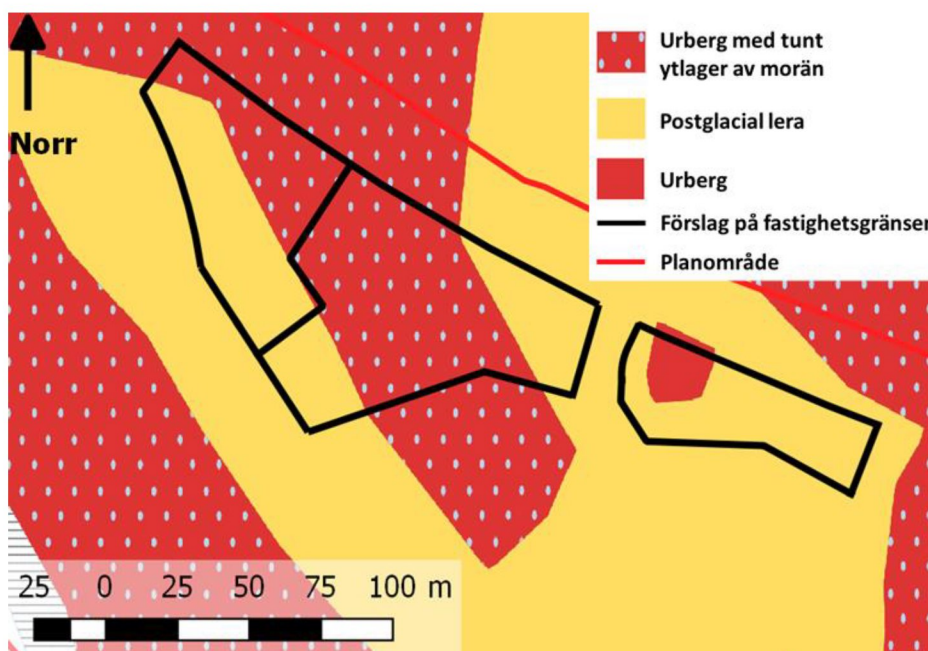 Norr
Urberg med tunt
ytlager av morän
Postglacial lera
Urberg
Förslag på fastighetsgränser
Planområde
25 0 25 50 75 100 m